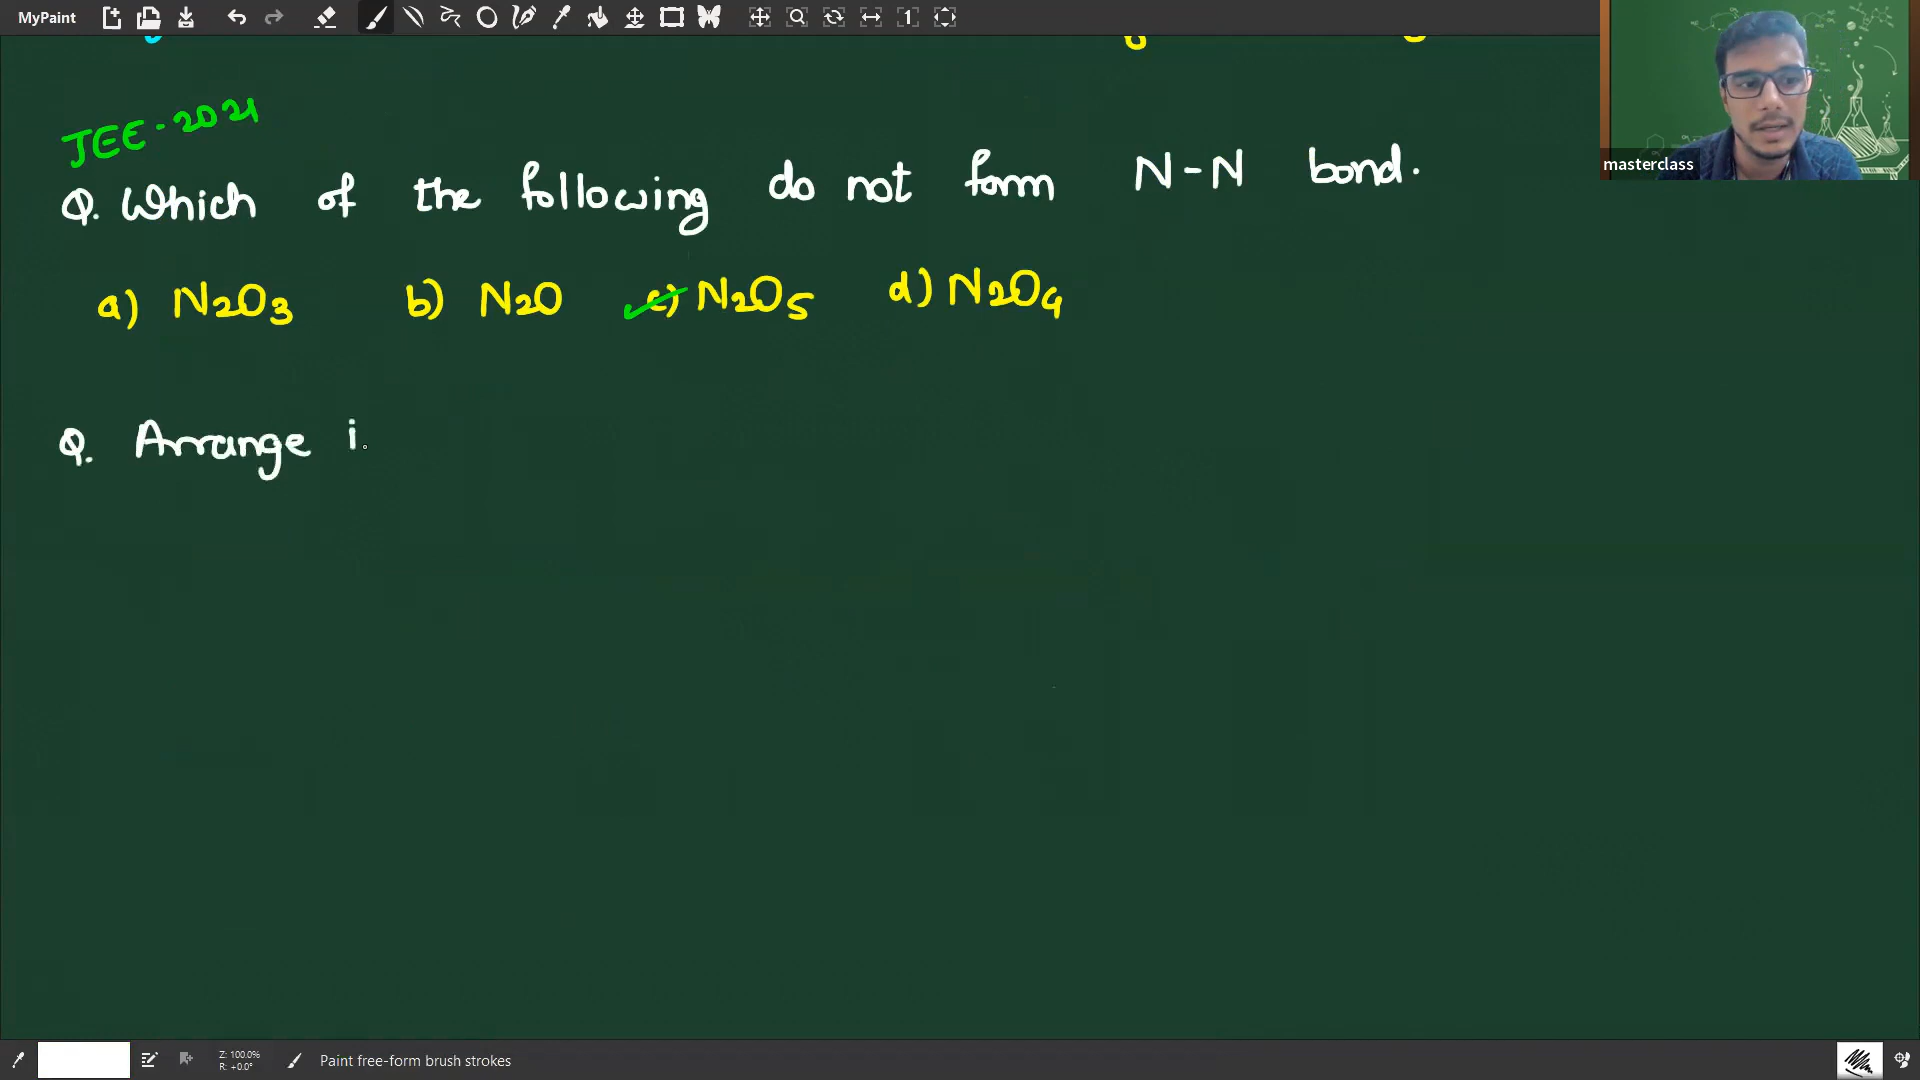 MyPaint
1
masterclass
JEE-2021
Q. Which of the following do not form N-N bond.
a) N2O3 b) N2O c) N2O5 d) N2O4
Q. Arrange i
Z: 100.0%
R: +0.0°
Paint free-form brush strokes